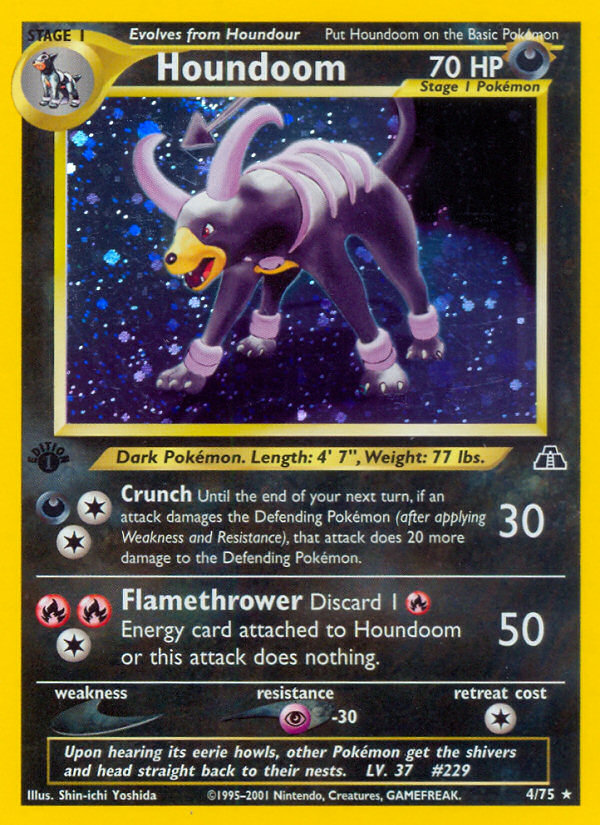 STAGE 1
Evolves from Houndour
Put Houndoom on the Basic Pokémon
Houndoom
70 HP
Stage 1 Pokémon
EDITION
1
Dark Pokémon. Length: 4' 7", Weight: 77 lbs.
Crunch Until the end of your next turn, if an
attack damages the Defending Pokémon (after applying
Weakness and Resistance), that attack does 20 more
damage to the Defending Pokémon.
30
Flamethrower Discard 1
Energy card attached to Houndoom
or this attack does nothing.
50
weakness
resistance
retreat cost
-30
Upon hearing its eerie howls, other Pokémon get the shivers
and head straight back to their nests. LV. 37 #229
Illus. Shin-ichi Yoshida
©1995–2001 Nintendo, Creatures, GAMEFREAK.
4/75 ★